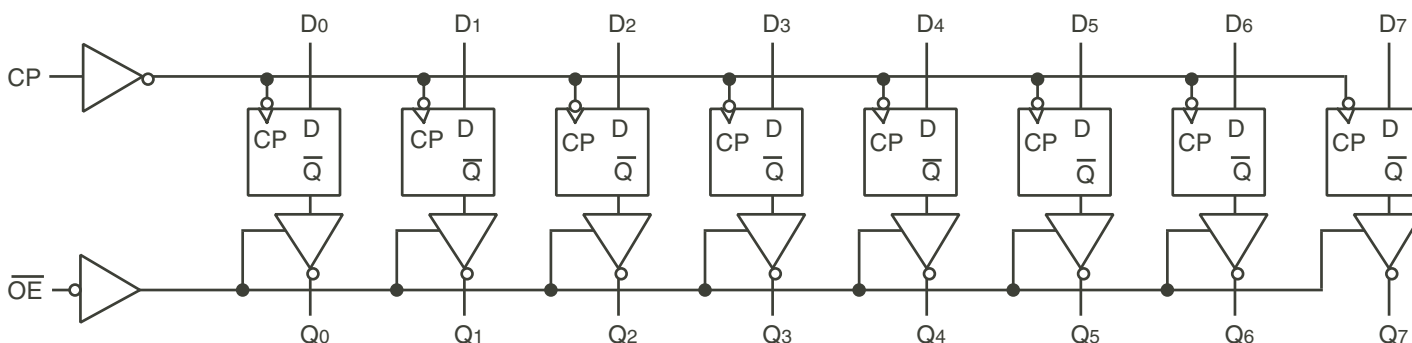 D0 D1 D2 D3 D4 D5 D6 D7
CP
CP D CP D CP D CP D CP D CP D CP D CP D
Q̅ Q̅ Q̅ Q̅ Q̅ Q̅ Q̅ Q̅
O̅E̅
Q0 Q1 Q2 Q3 Q4 Q5 Q6 Q7